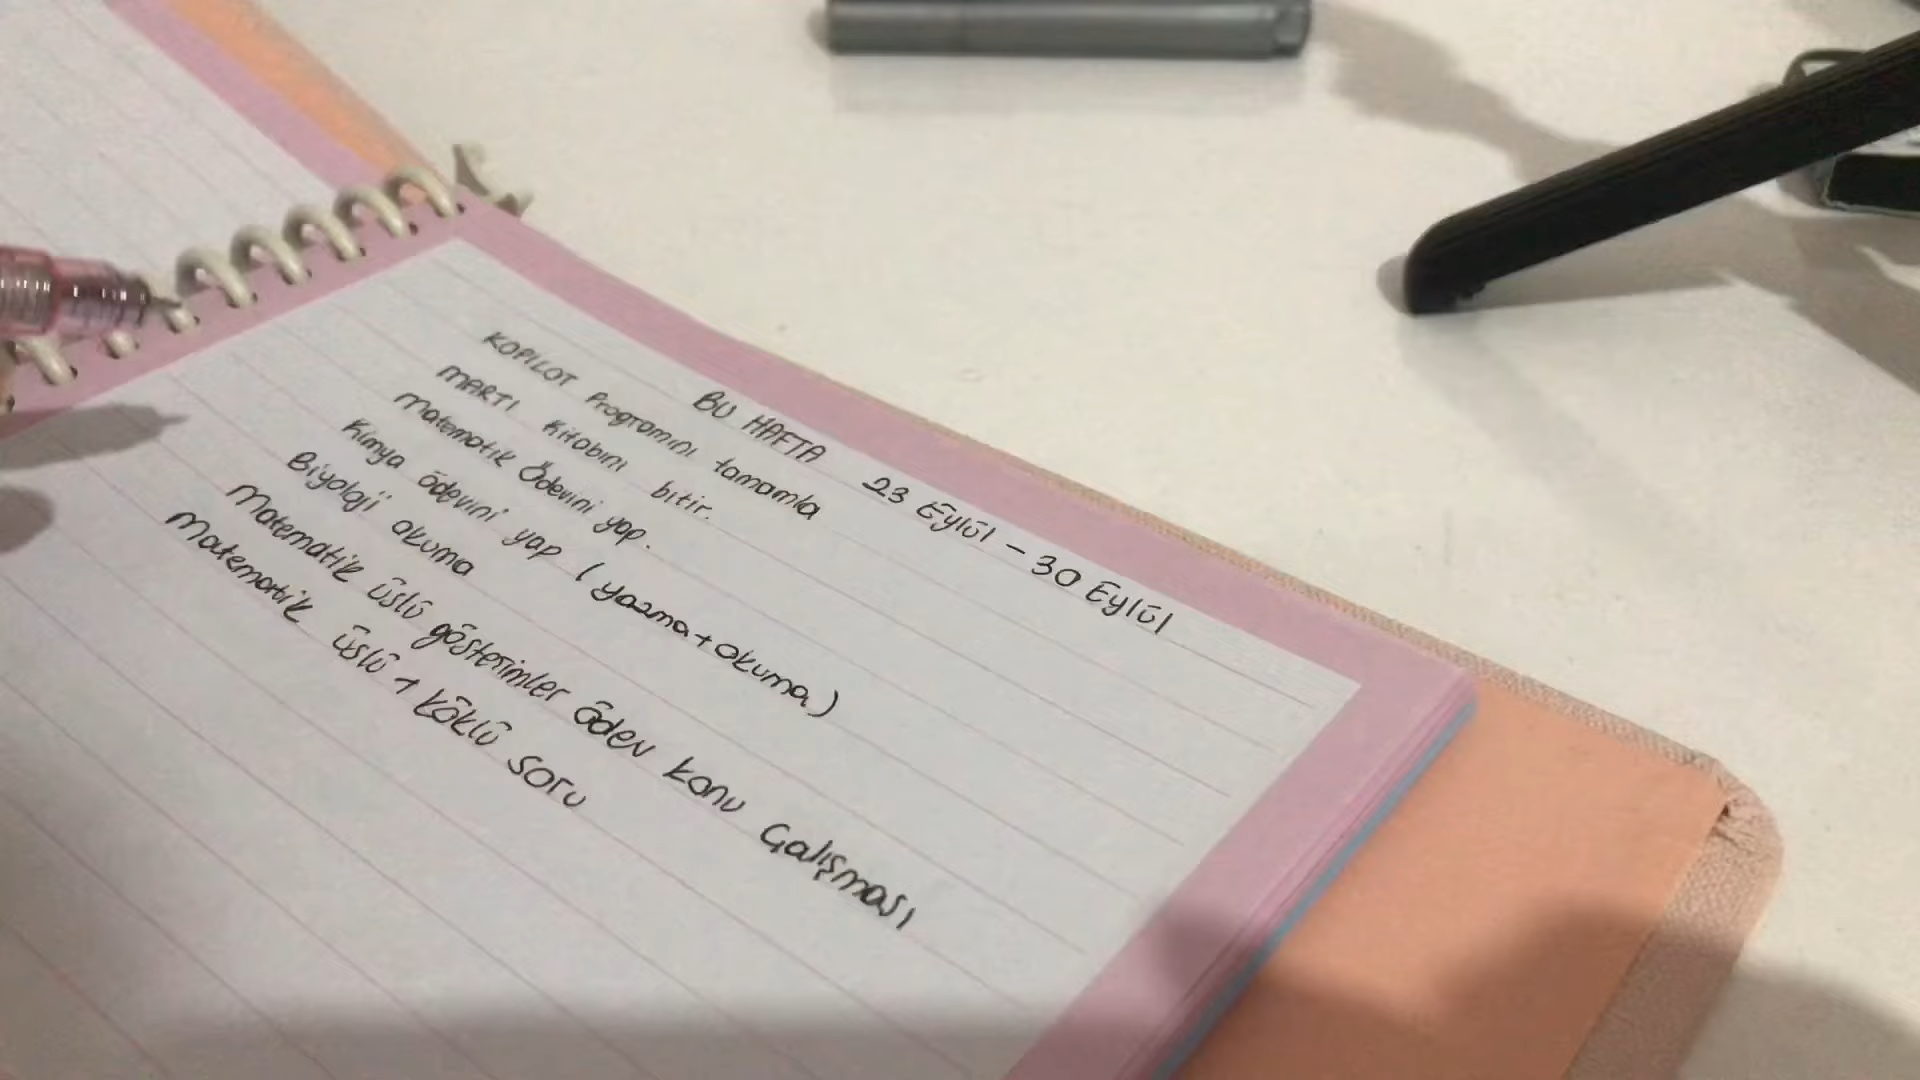 BU HAFTA 23 Eylül - 30 Eylül
KOPİLOT Programını tamamla
MARTI Kitabını bitir.
Matematik Ödevini yap.
Kimya ödevini yap (yazma+okuma)
Biyoloji okuma
Matematik üslü gösterimler ödev konu Çalışması
Matematik üslü 1 köklü soru